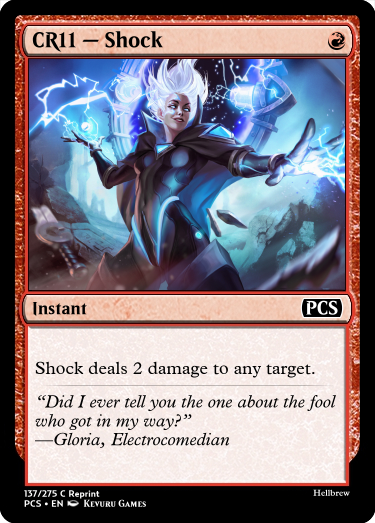 CR11 — Shock
Instant
PCS
Shock deals 2 damage to any target.
“Did I ever tell you the one about the fool
who got in my way?”
—Gloria, Electrocomedian
137/275 C Reprint
Hellbrew
PCS • EN Kevuru Games